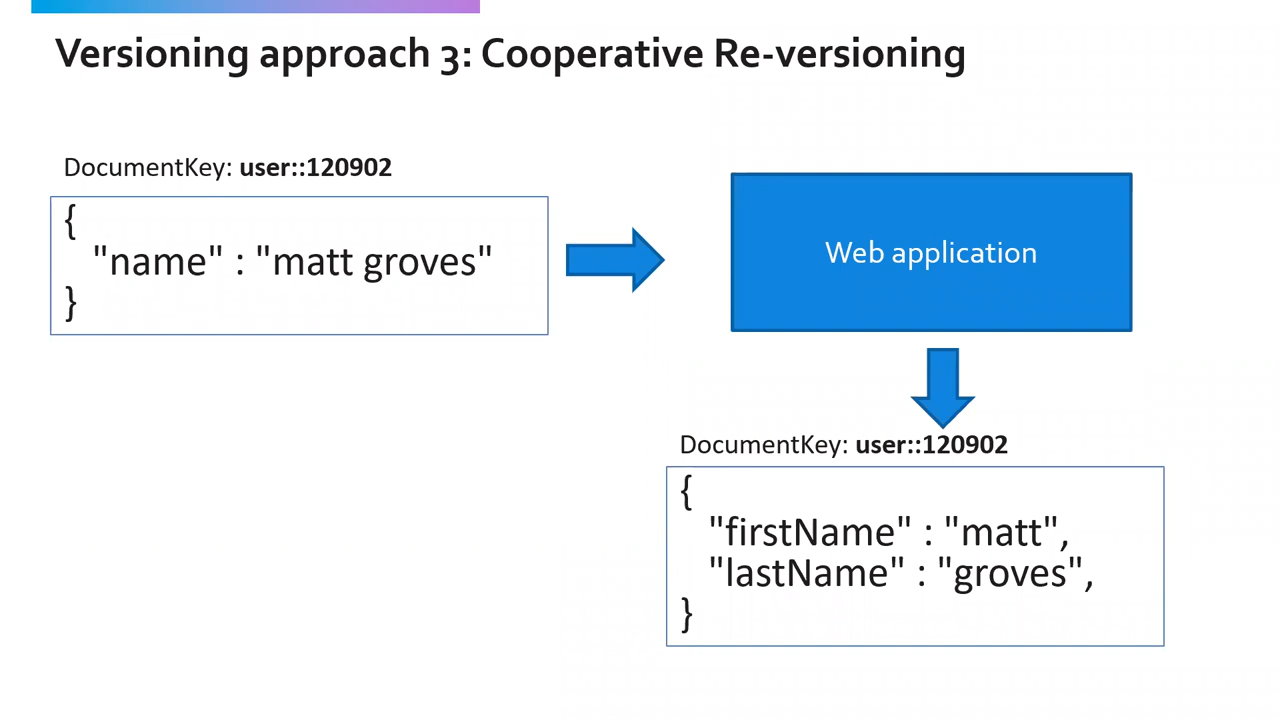 Versioning approach 3: Cooperative Re-versioning
DocumentKey: user::120902
{
"name" : "matt groves"
}
Web application
DocumentKey: user::120902
{
"firstName" : "matt",
"lastName" : "groves",
}